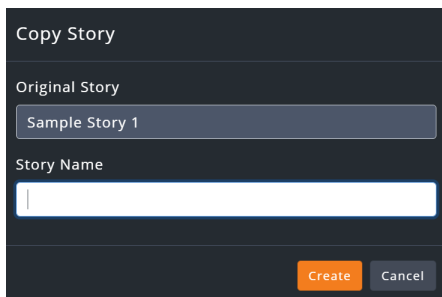 Copy Story
Original Story
Sample Story 1
Story Name
Create Cancel